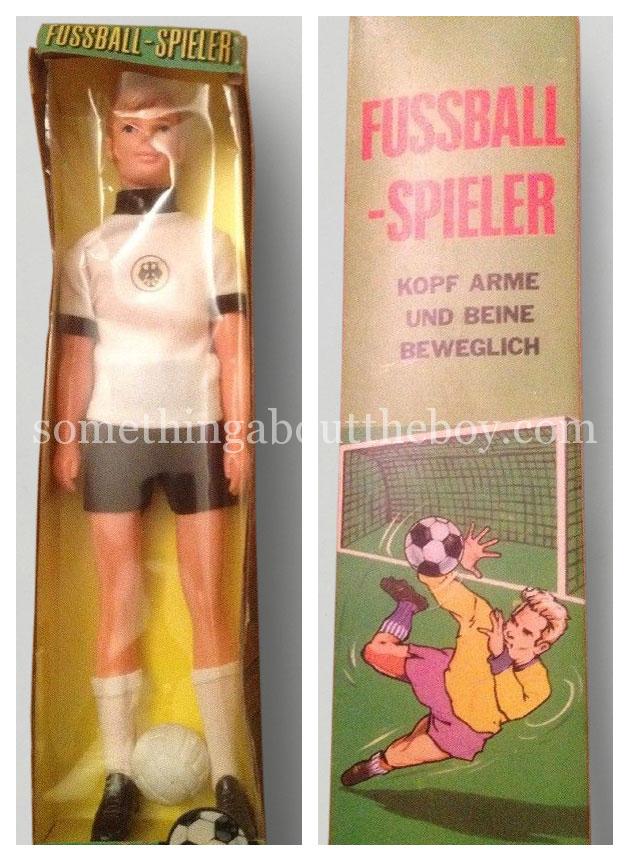 FUSSBALL-SPIELER
FUSSBALL
-SPIELER
KOPF ARME
UND BEINE
BEWEGLICH
somethingabouttheboy.com